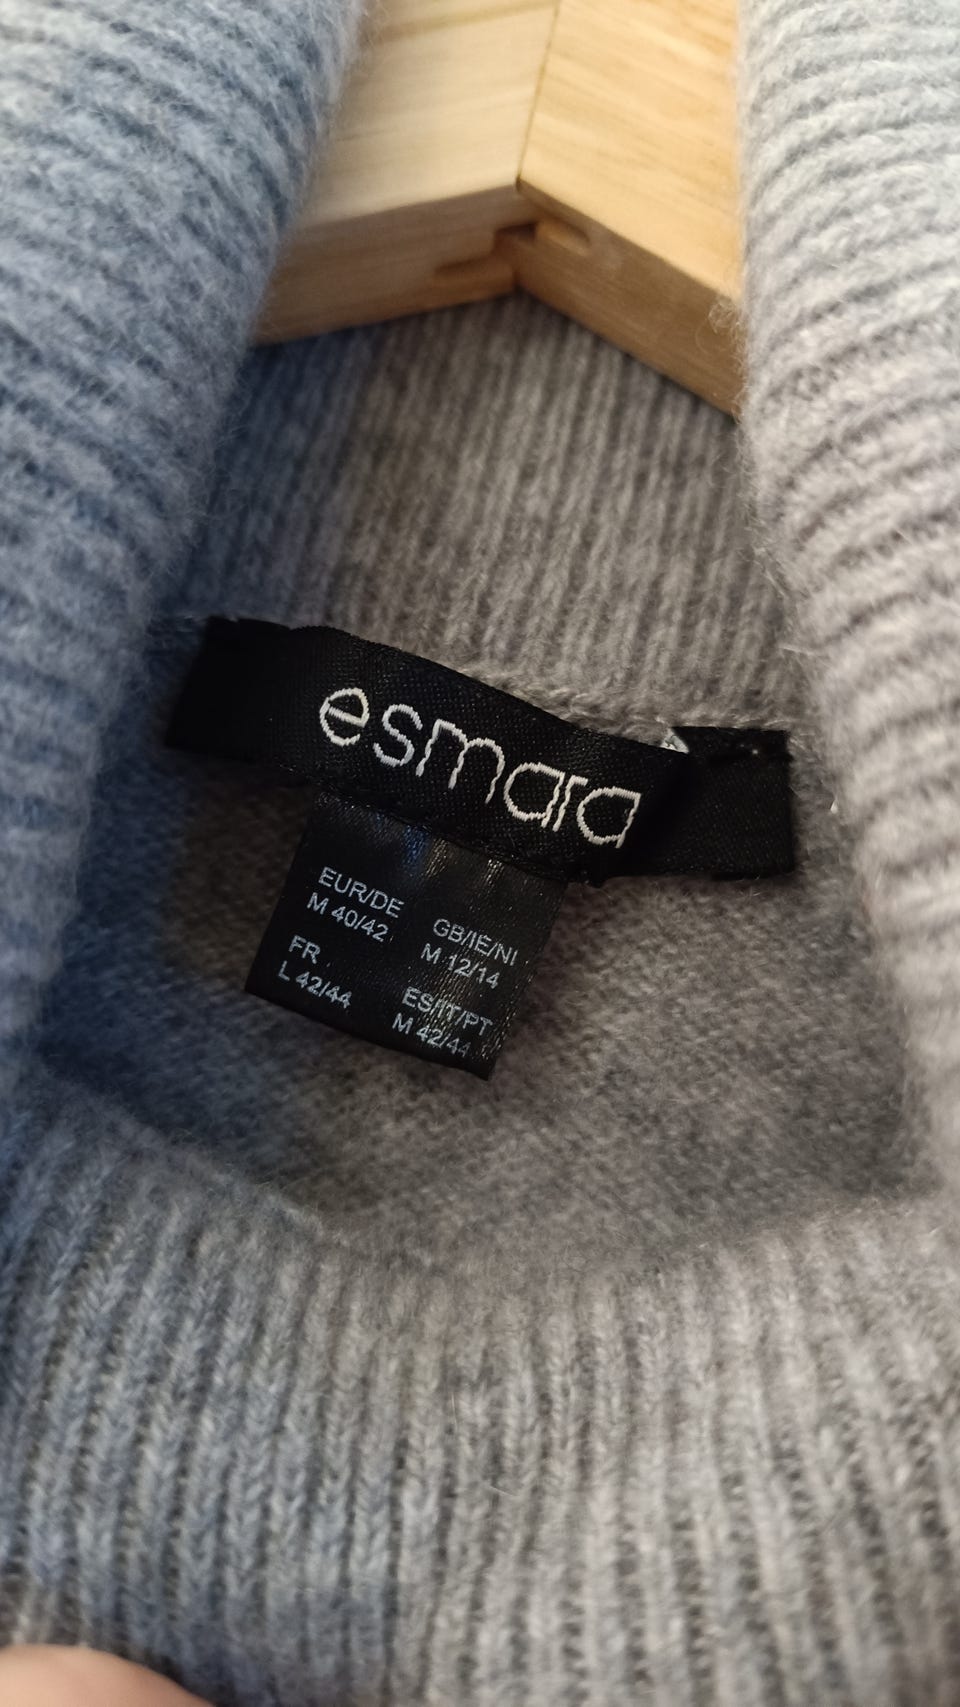 esmara
EUR/DE
M 40/42
GB/IE/NI
M 12/14
FR
L 42/44
ES/IT/PT
M 42/44